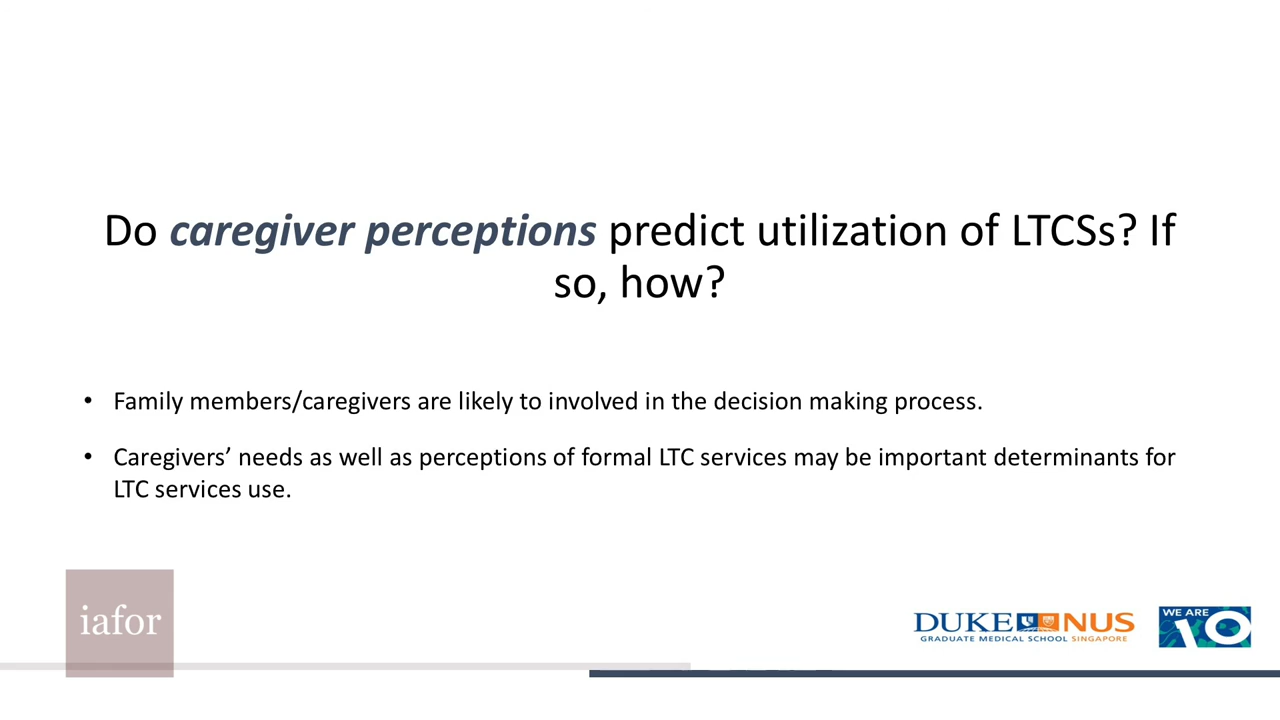 Do caregiver perceptions predict utilization of LTCSs? If
so, how?
• Family members/caregivers are likely to involved in the decision making process.
• Caregivers’ needs as well as perceptions of formal LTC services may be important determinants for
LTC services use.
iafor
DUKE NUS
GRADUATE MEDICAL SCHOOL SINGAPORE
WE ARE
10